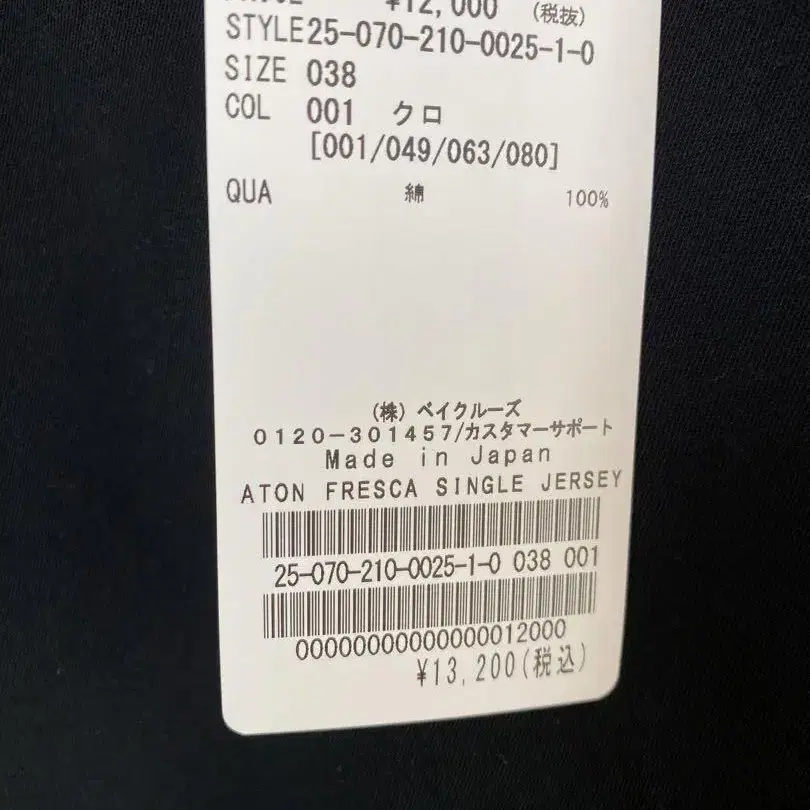 ¥12,000 (税抜)
STYLE25-070-210-0025-1-0
SIZE 038
COL 001 クロ
[001/049/063/080]
QUA 綿 100%
(株) ベイクルーズ
0120-301457/カスタマーサポート
Made in Japan
ATON FRESCA SINGLE JERSEY
25-070-210-0025-1-0 038 001
00000000000000012000
¥13,200(税込)